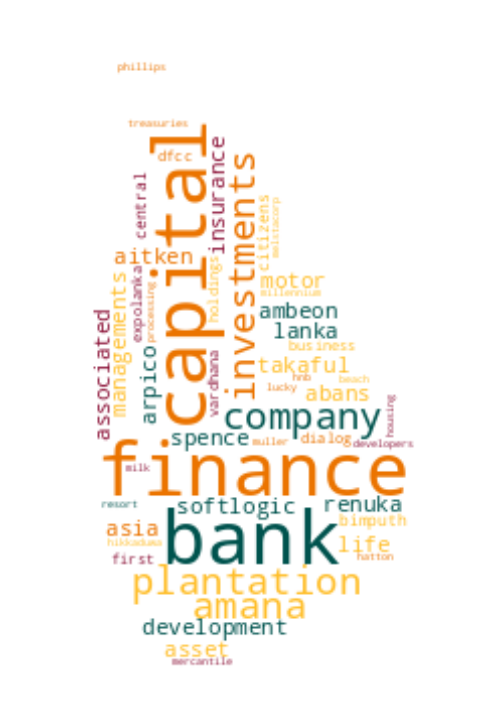 phillips
treasuries
capital
dfcc
insurance
central
investments
citizens
melstacorp
aitken
holdings
expolanka
managements
processing
motor
millennium
ambeon
associated
lanka
arpico
business
vardhana
takaful
hnb
beach
lucky
abans
housing
company
spence
muller
dialog
developers
finance
milk
resort
softlogic
renuka
bank
asia
bimputh
hikkaduwa
life
first
hatton
plantation
amana
development
asset
mercantile